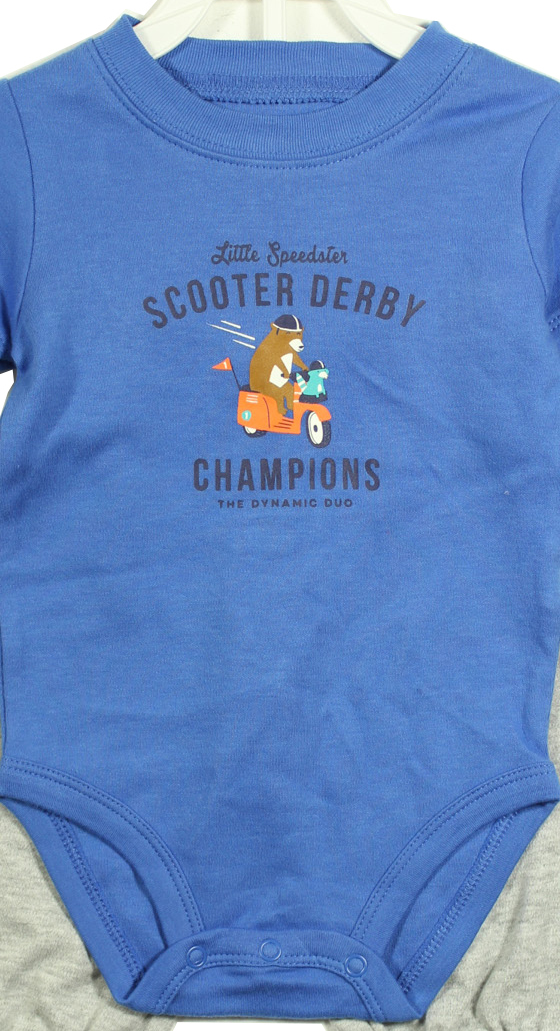 Little Speedster
SCOOTER DERBY
CHAMPIONS
THE DYNAMIC DUO